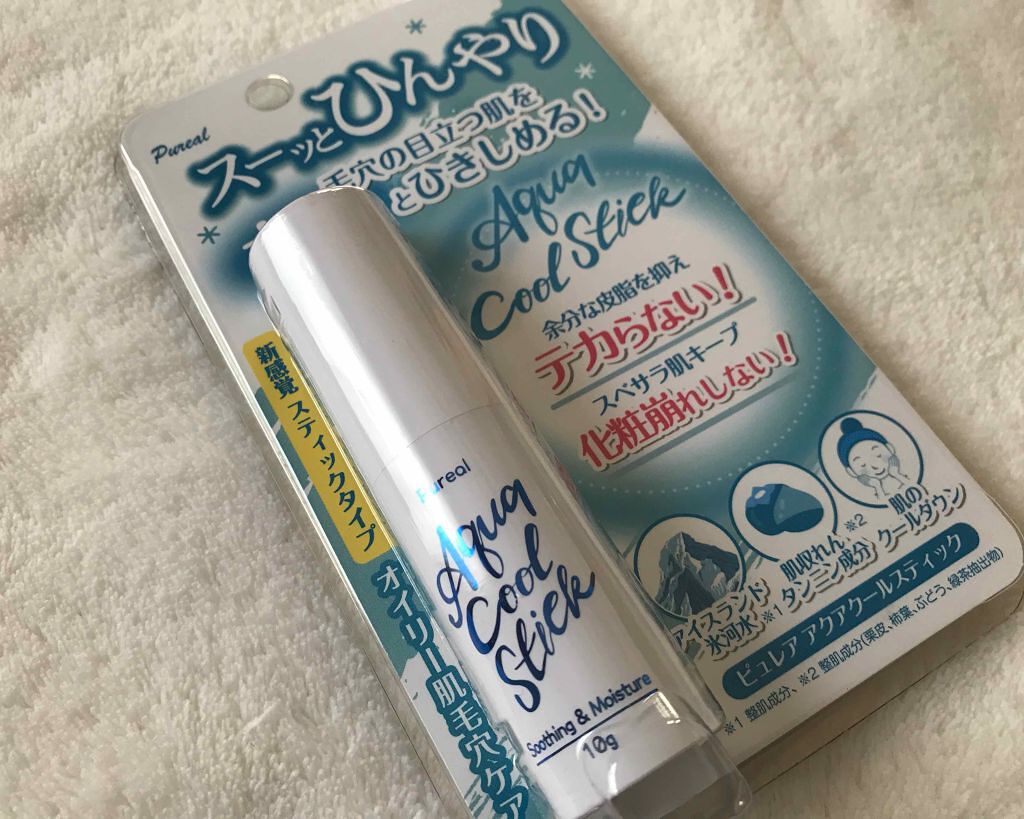 Pureal
スーッとひんやり
毛穴の目立つ肌を
とひきしめる！
Aqua
Cool Stick
余分な皮脂を抑え
テカらない！
スベサラ肌キープ
化粧崩れしない！
新感覚 スティックタイプ
オイリー肌毛穴ケア
Pureal
Aqua
Cool
Stick
Soothing & Moisture
10g
アイスランド
氷河水※1
肌収れん※2
タンニン成分
肌の
クールダウン
ピュレア アクアクールスティック
※1 整肌成分、※2 整肌成分(栗皮、柿葉、ぶどう、緑茶抽出物)